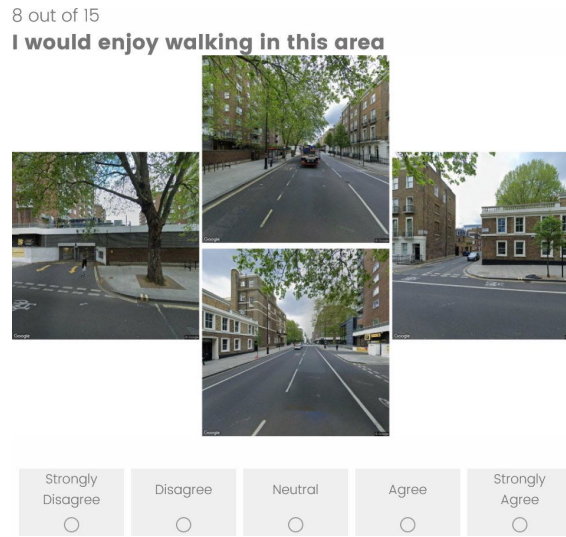 8 out of 15
I would enjoy walking in this area
Google
Google
Google
Google
Strongly Disagree
Disagree
Neutral
Agree
Strongly Agree